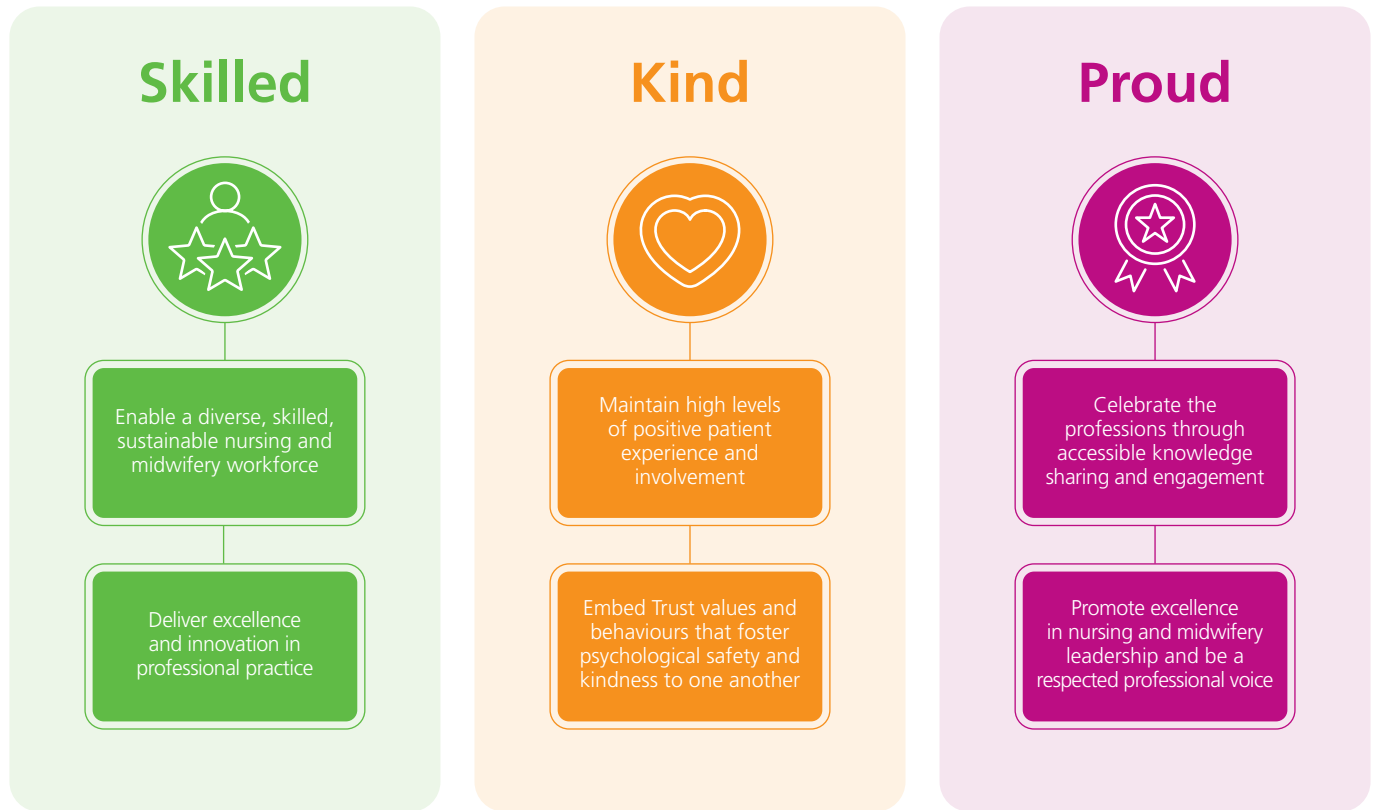 Skilled
Enable a diverse, skilled,
sustainable nursing and
midwifery workforce
Deliver excellence
and innovation in
professional practice
Kind
Maintain high levels
of positive patient
experience and
involvement
Embed Trust values and
behaviours that foster
psychological safety and
kindness to one another
Proud
Celebrate the
professions through
accessible knowledge
sharing and engagement
Promote excellence
in nursing and midwifery
leadership and be a
respected professional voice